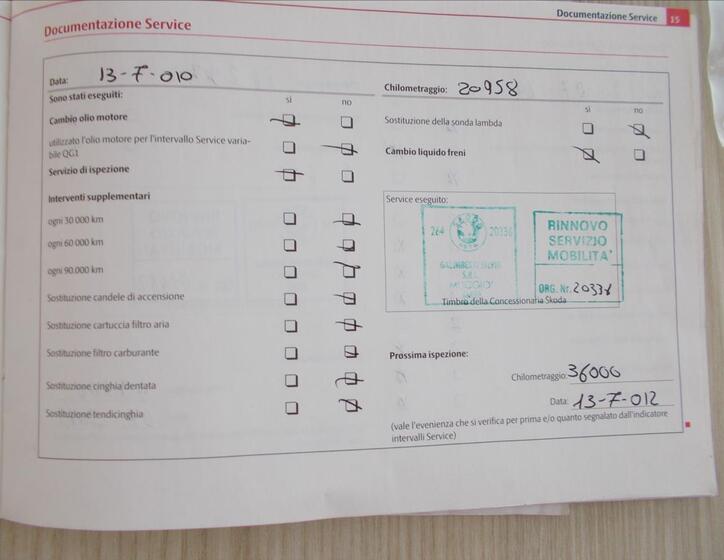 Documentazione Service 15
Documentazione Service
Data: 13-7-010
Chilometraggio: 20958
Sono stati eseguiti:
sì no
sì no
Cambio olio motore
Sostituzione della sonda lambda
utilizzato l'olio motore per l'intervallo Service varia-
bile QG1
Cambio liquido freni
Servizio di ispezione
Interventi supplementari
ogni 30 000 km
ogni 60 000 km
ogni 90.000 km
Sostituzione candele di accensione
Sostituzione cartuccia filtro aria
Sostituzione filtro carburante
Sostituzione cinghia dentata
Sostituzione tendicinghia
Service eseguito:
264 20338
S.R.L.
RINNOVO
SERVIZIO
MOBILITA'
ORG. Nr. 20338
Timbro della Concessionaria Skoda
Prossima ispezione:
Chilometraggio: 36000
Data: 13-7-012
(vale l'evenienza che si verifica per prima e/o quanto segnalato dall'indicatore
intervalli Service)